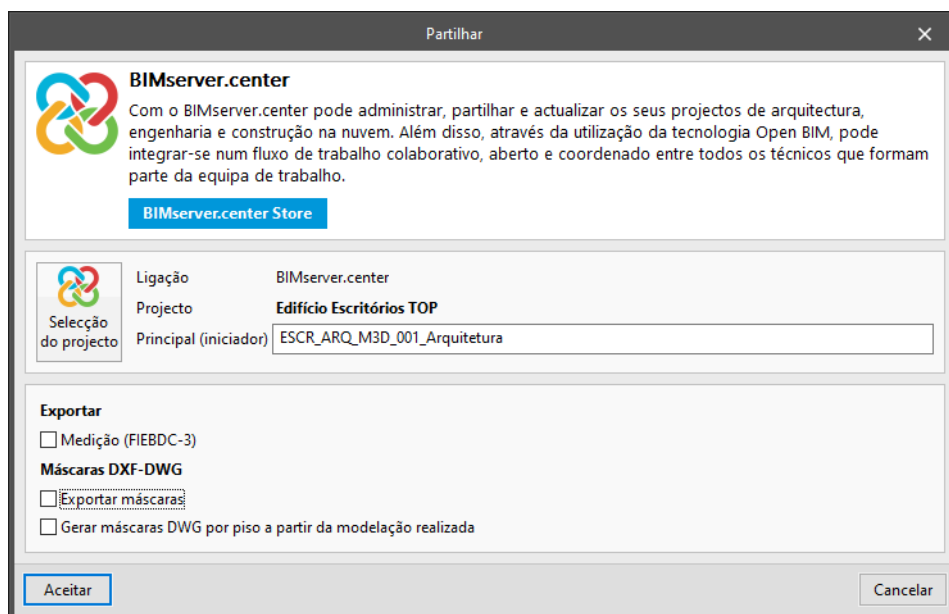 Partilhar
BIMserver.center
Com o BIMserver.center pode administrar, partilhar e actualizar os seus projectos de arquitectura,
engenharia e construção na nuvem. Além disso, através da utilização da tecnologia Open BIM, pode
integrar-se num fluxo de trabalho colaborativo, aberto e coordenado entre todos os técnicos que formam
parte da equipa de trabalho.
BIMserver.center Store
Selecção
do projecto
Ligação BIMserver.center
Projecto Edifício Escritórios TOP
Principal (iniciador) ESCR_ARQ_M3D_001_Arquitetura
Exportar
Medição (FIEBDC-3)
Máscaras DXF-DWG
Exportar máscaras
Gerar máscaras DWG por piso a partir da modelação realizada
Aceitar
Cancelar